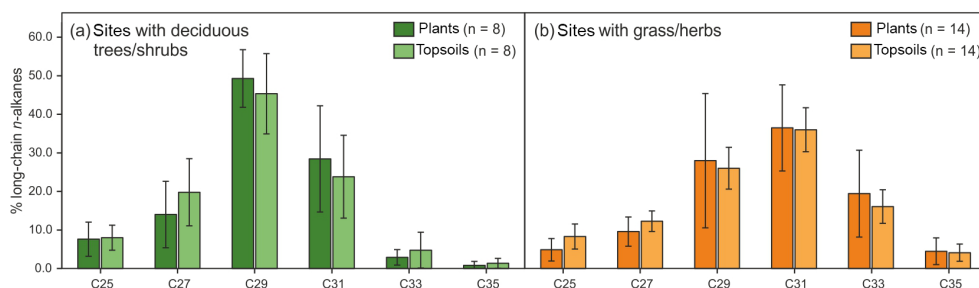 (a) Sites with deciduous
trees/shrubs
Plants (n = 8)
Topsoils (n = 8)
(b) Sites with grass/herbs
Plants (n = 14)
Topsoils (n = 14)
% long-chain n-alkanes
60.0
50.0
40.0
30.0
20.0
10.0
0.0
C25 C27 C29 C31 C33 C35
C25 C27 C29 C31 C33 C35